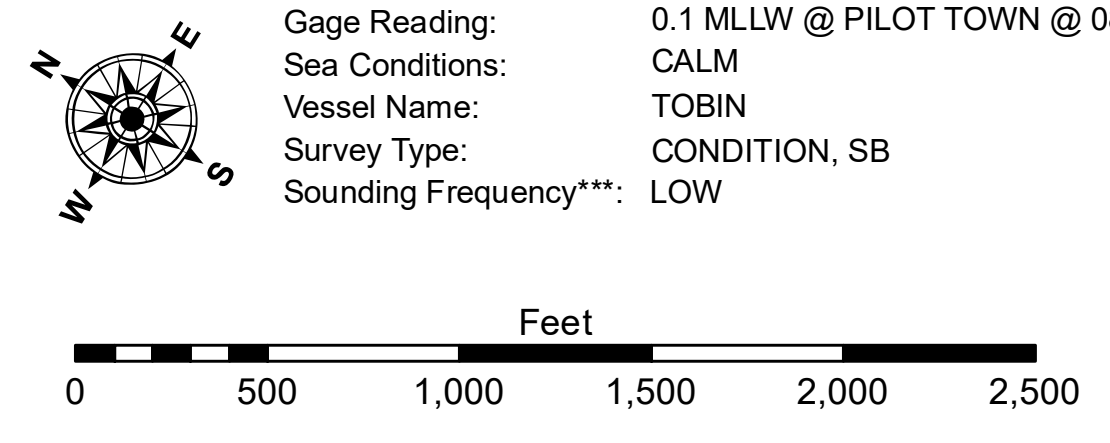 N
E
S
W
Gage Reading: 0.1 MLLW @ PILOT TOWN @
Sea Conditions: CALM
Vessel Name: TOBIN
Survey Type: CONDITION, SB
Sounding Frequency***: LOW
Feet
0 500 1,000 1,500 2,000 2,500